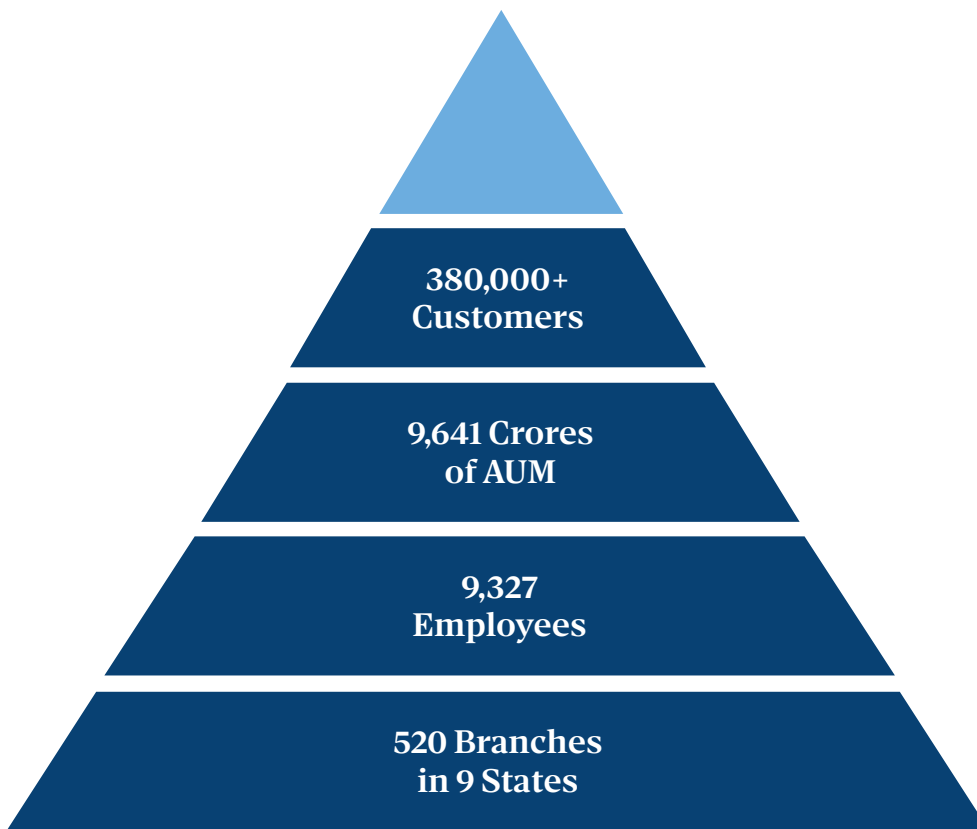 380,000+
Customers
9,641 Crores
of AUM
9,327
Employees
520 Branches
in 9 States